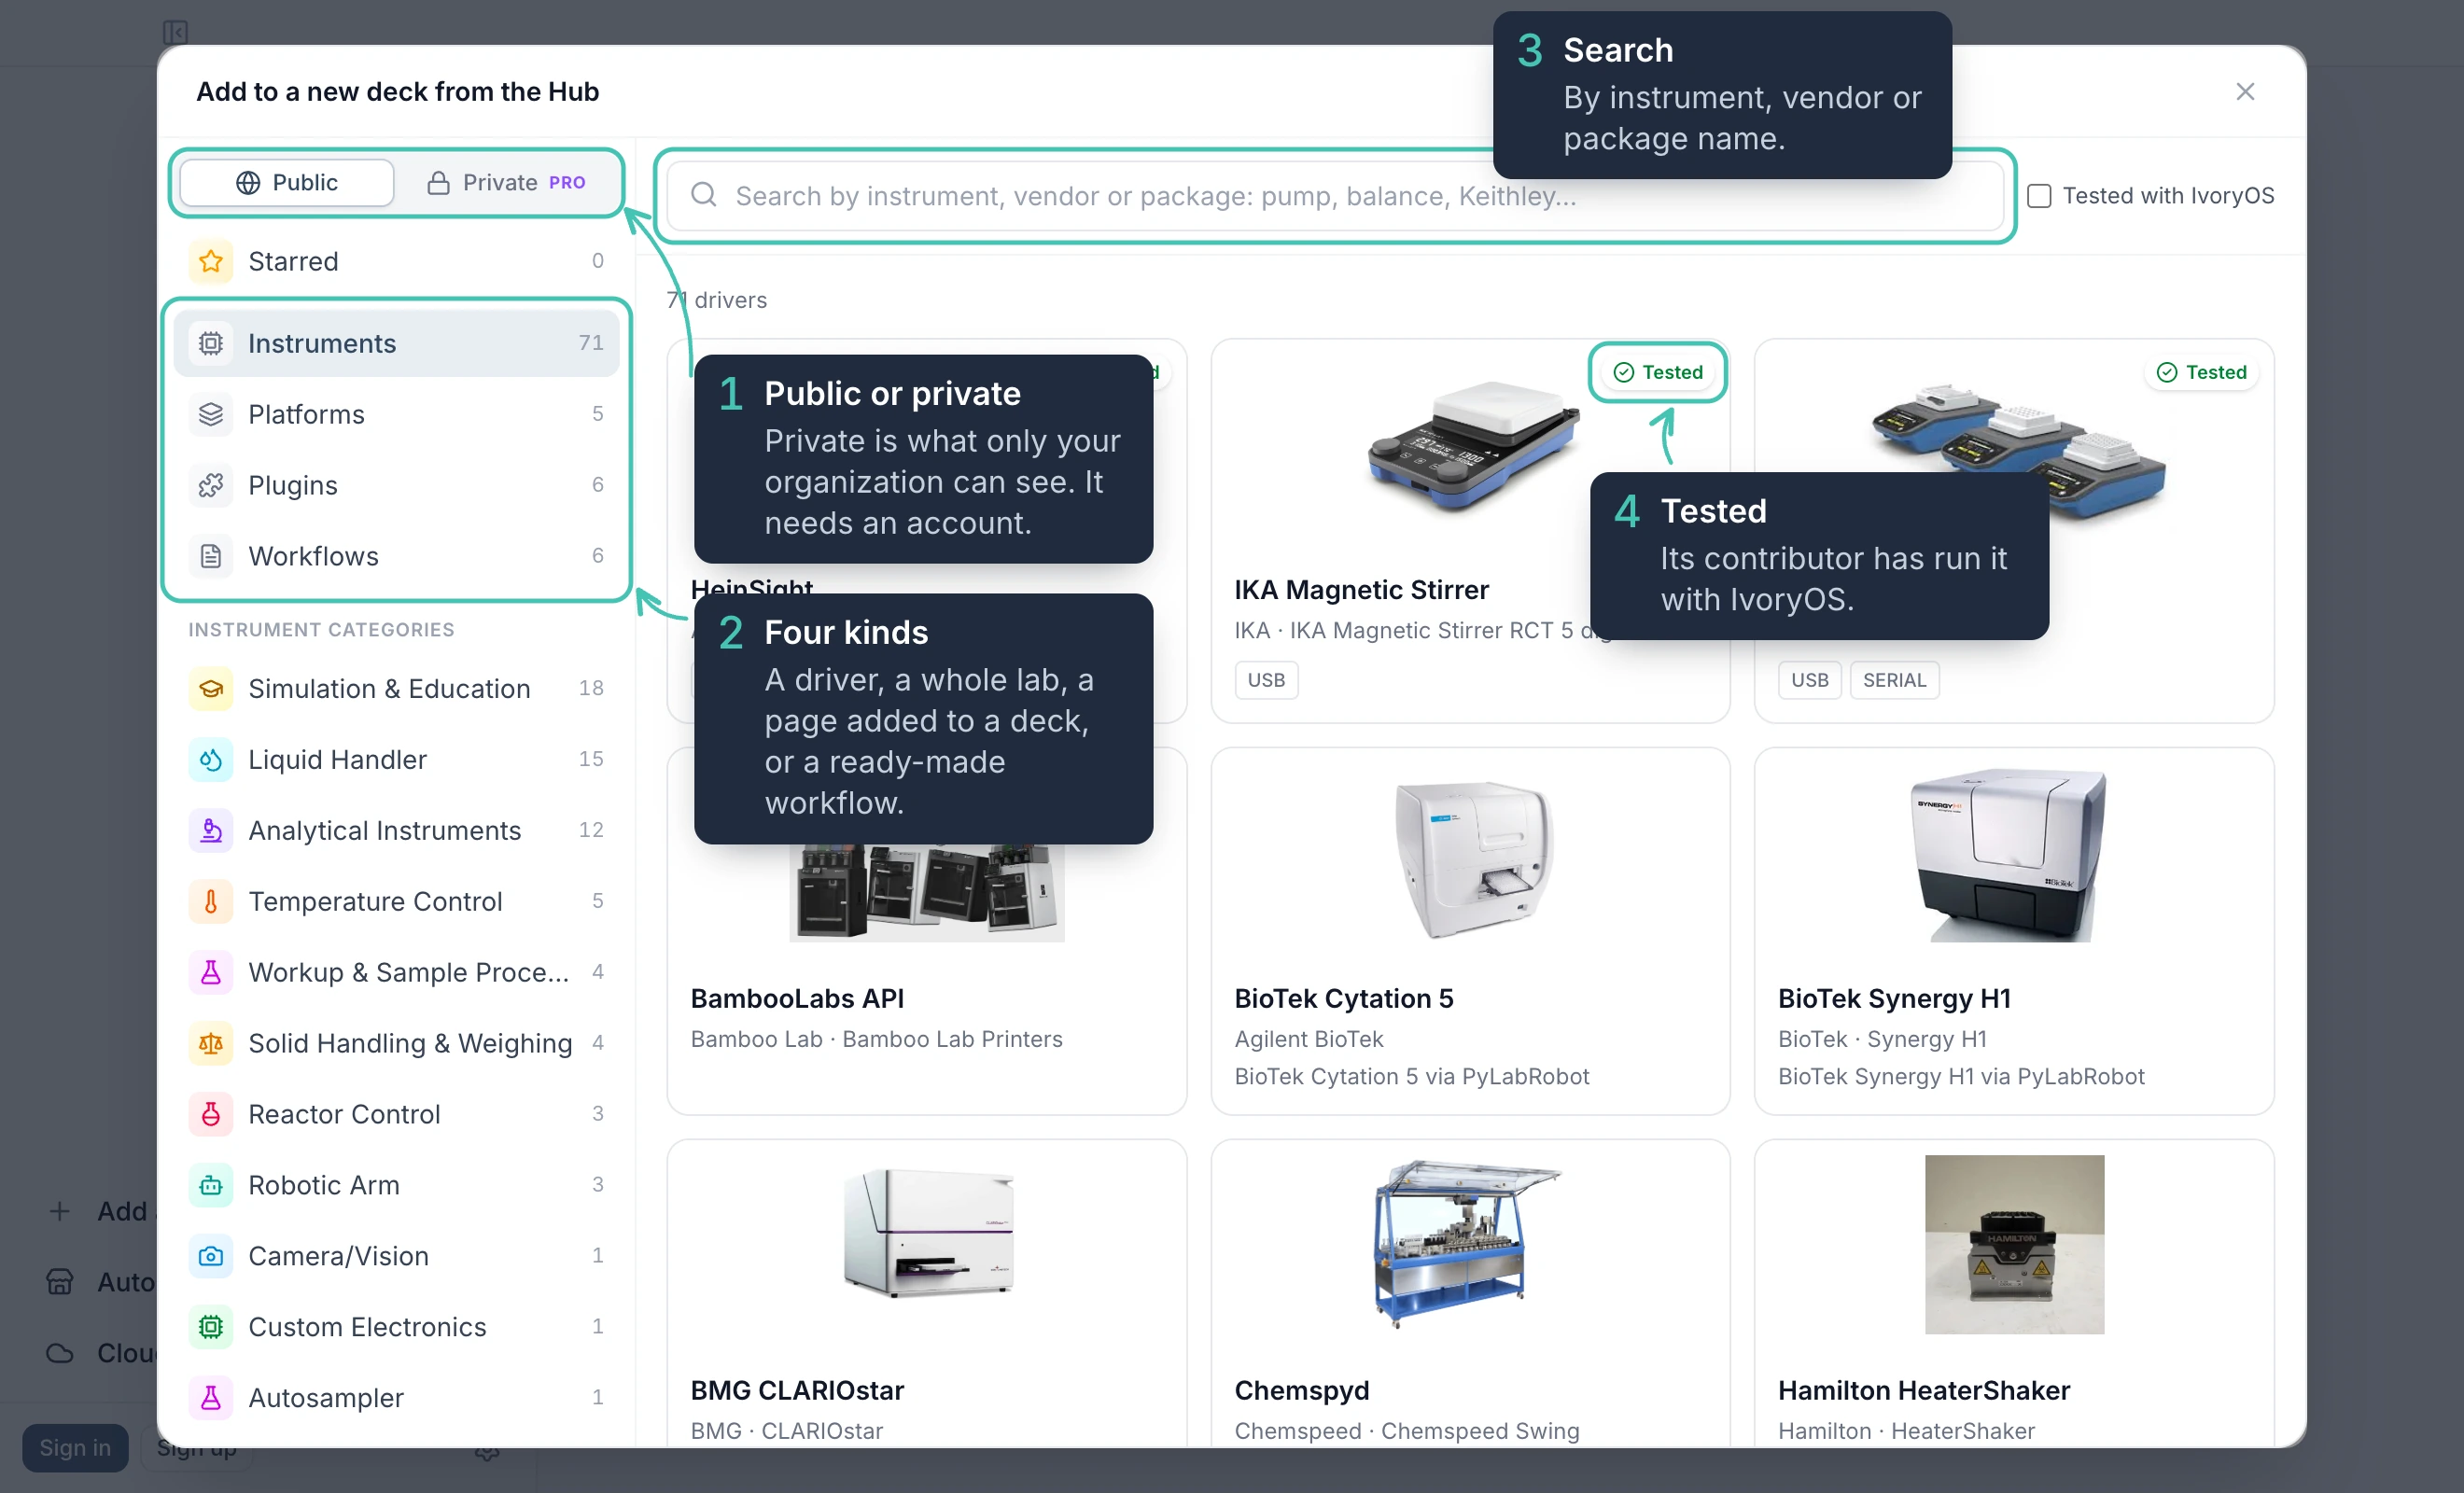 Add to a new deck from the Hub
3 Search
By instrument, vendor or
package name.
Public
Private PRO
Search by instrument, vendor or package: pump, balance, Keithley...
Tested with IvoryOS
Starred 0
Instruments 71
Platforms 5
Plugins 6
Workflows 6
INSTRUMENT CATEGORIES
Simulation & Education 18
Liquid Handler 15
Analytical Instruments 12
Temperature Control 5
Workup & Sample Proce... 4
Solid Handling & Weighing 4
Reactor Control 3
Robotic Arm 3
Camera/Vision 1
Custom Electronics 1
Autosampler 1
71 drivers
1 Public or private
Private is what only your
organization can see. It
needs an account.
HeinSight
2 Four kinds
A driver, a whole lab, a
page added to a deck,
or a ready-made
workflow.
Tested
IKA Magnetic Stirrer
IKA · IKA Magnetic Stirrer RCT 5
USB
Tested
4 Tested
Its contributor has run it
with IvoryOS.
USB SERIAL
BambooLabs API
Bamboo Lab · Bamboo Lab Printers
BioTek Cytation 5
Agilent BioTek
BioTek Cytation 5 via PyLabRobot
BioTek Synergy H1
BioTek · Synergy H1
BioTek Synergy H1 via PyLabRobot
BMG CLARIOstar
BMG · CLARIOstar
Chemspyd
Chemspeed · Chemspeed Swing
HAMILTON
Hamilton HeaterShaker
Hamilton · HeaterShaker
Add
Auto
Clou
Sign in
Sign up